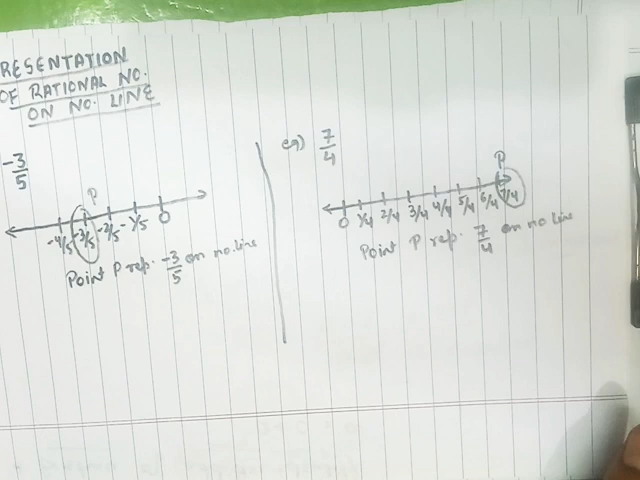 RESENTATION
OF RATIONAL NO.
ON NO. LINE
-3/5
P
-4/5 -3/5 -2/5 -1/5 0
Point P rep. -3/5 on no.line
eg) 7/4
P
0 1/4 2/4 3/4 4/4 5/4 6/4 7/4
Point P rep. 7/4 on no line